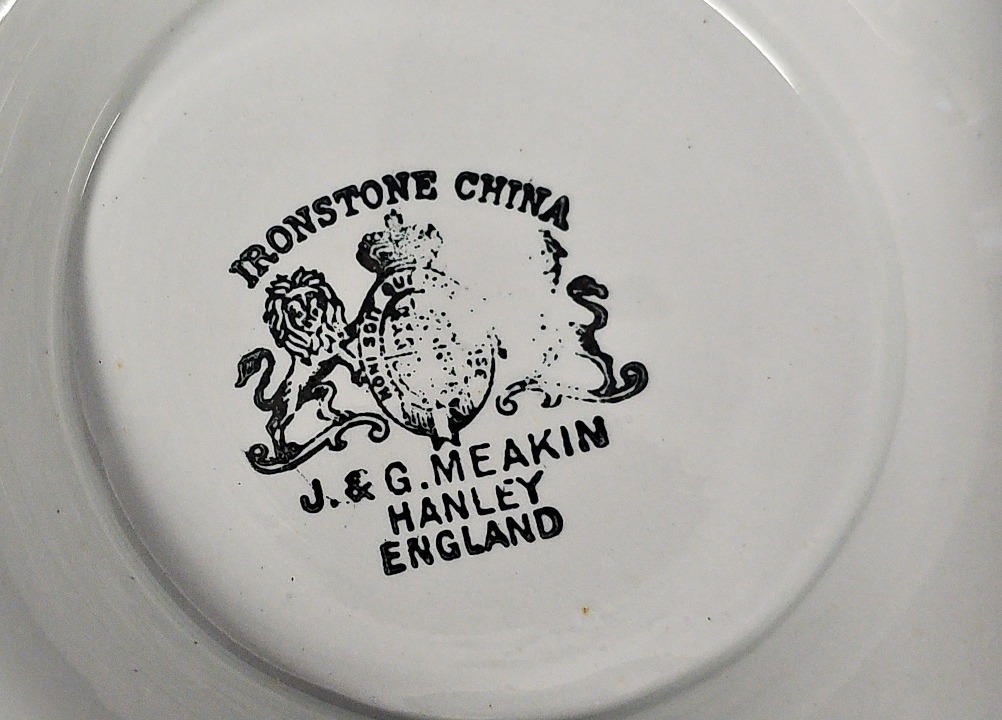 IRONSTONE CHINA
J. & G. MEAKIN
HANLEY
ENGLAND